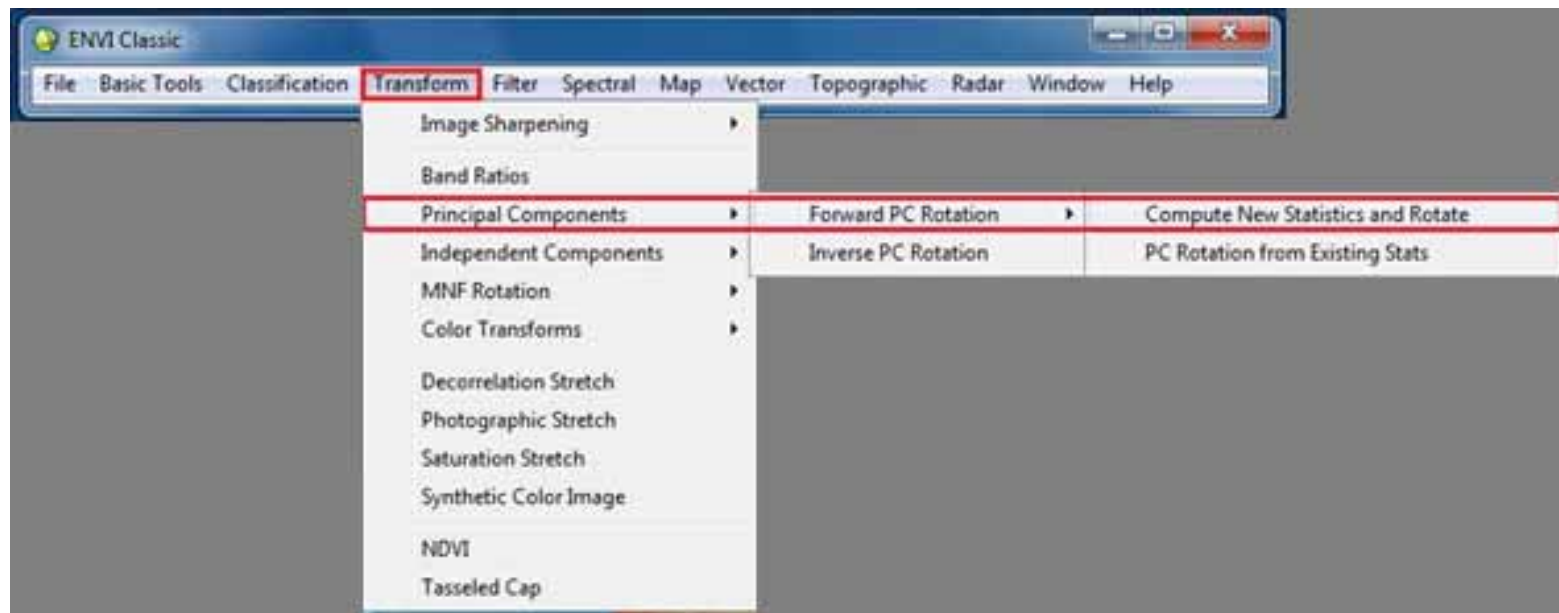 ENVI Classic
File Basic Tools Classification Transform Filter Spectral Map Vector Topographic Radar Window Help
Image Sharpening
Band Ratios
Principal Components Forward PC Rotation Compute New Statistics and Rotate
Independent Components Inverse PC Rotation PC Rotation from Existing Stats
MNF Rotation
Color Transforms
Decorrelation Stretch
Photographic Stretch
Saturation Stretch
Synthetic Color Image
NDVI
Tasseled Cap